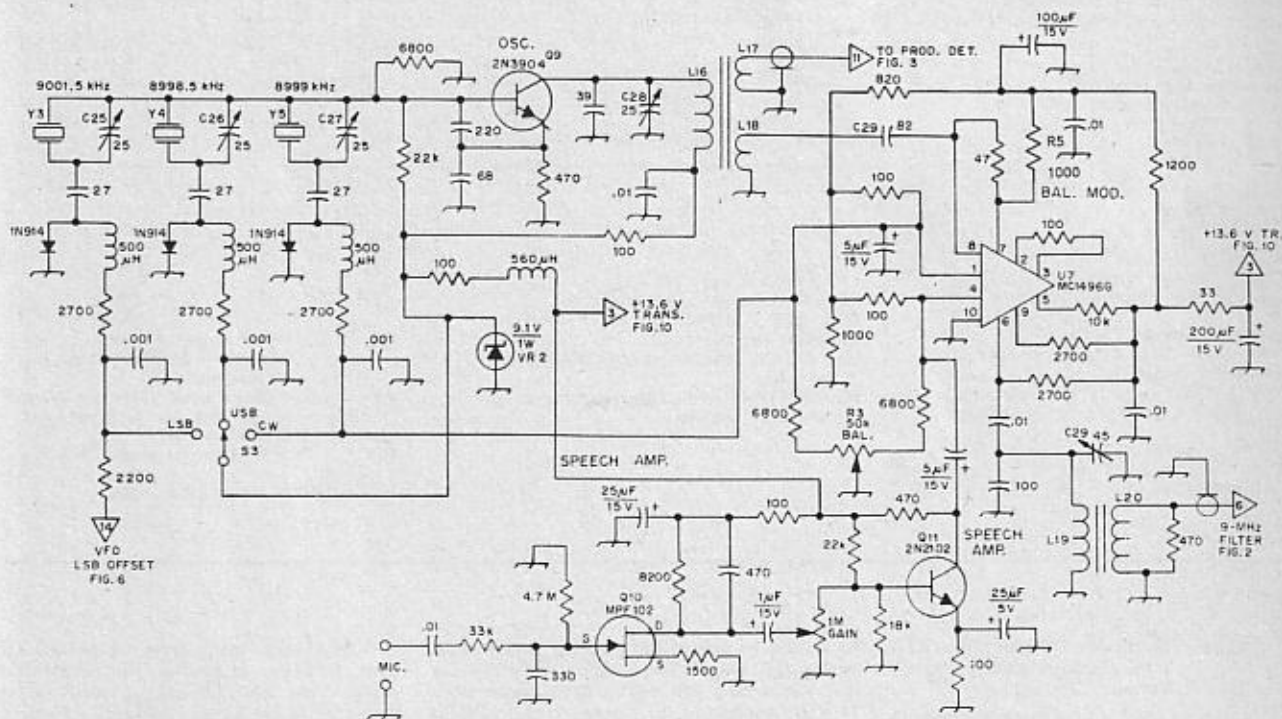 9001.5 kHz
8998.5 kHz
8999 kHz
Y3
C25
25
Y4
C26
25
Y5
C27
25
27
27
27
1N914
1N914
1N914
500
µH
500
µH
500
µH
2700
2700
2700
.001
.001
.001
LSB
USB
CW
S3
2200
14
VFO
LSB OFFSET
FIG. 6
6800
OSC.
2N3904
Q9
22k
220
68
470
39
C28
25
.01
100
100
560µH
3
+13.6 V
TRANS.
FIG.10
9.1V
1W
VR2
L16
L17
L18
11
TO PROD. DET.
FIG. 3
C29
82
100µF
15V
820
.01
R5
1000
47
BAL. MOD.
1200
100
5µF
15V
100
1000
100
8
7
2
3
1
4
10
6
9
5
U7
MC1496G
10k
2700
2700
33
+13.6 V TR.
FIG. 10
3
200µF
15V
6800
R3
50k
BAL.
6800
5µF
15V
.01
.01
C29
45
100
L19
L20
470
6
9-MHz
FILTER
FIG. 2
SPEECH AMP.
25µF
15V
100
470
8200
470
22k
Q11
2N2102
SPEECH
AMP.
4.7 M
Q10
MPF102
S
D
S
1500
1µF
15V
1M
GAIN
18k
25µF
5V
MIC.
.01
33k
330